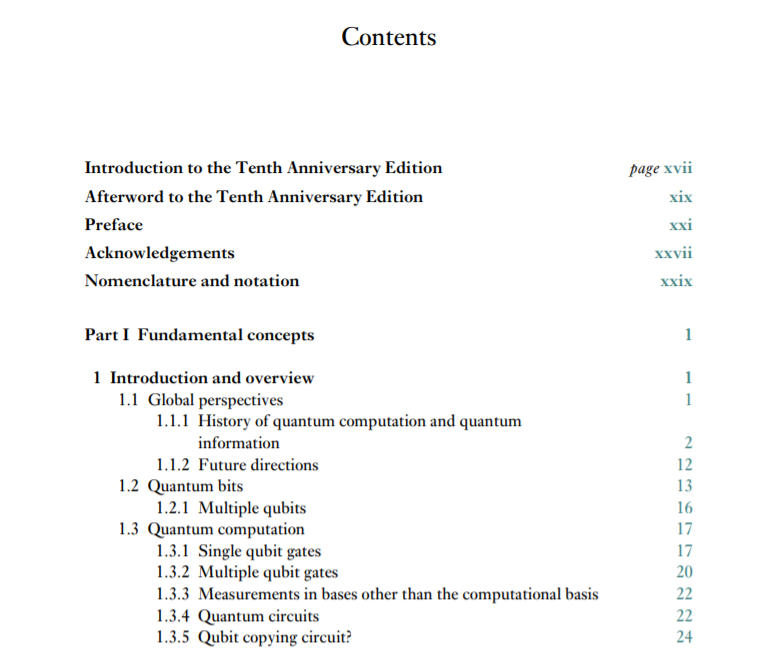 Contents
Introduction to the Tenth Anniversary Edition page xvii
Afterword to the Tenth Anniversary Edition xix
Preface xxi
Acknowledgements xxvii
Nomenclature and notation xxix
Part I Fundamental concepts 1
1 Introduction and overview 1
1.1 Global perspectives 1
1.1.1 History of quantum computation and quantum
information 2
1.1.2 Future directions 12
1.2 Quantum bits 13
1.2.1 Multiple qubits 16
1.3 Quantum computation 17
1.3.1 Single qubit gates 17
1.3.2 Multiple qubit gates 20
1.3.3 Measurements in bases other than the computational basis 22
1.3.4 Quantum circuits 22
1.3.5 Qubit copying circuit? 24